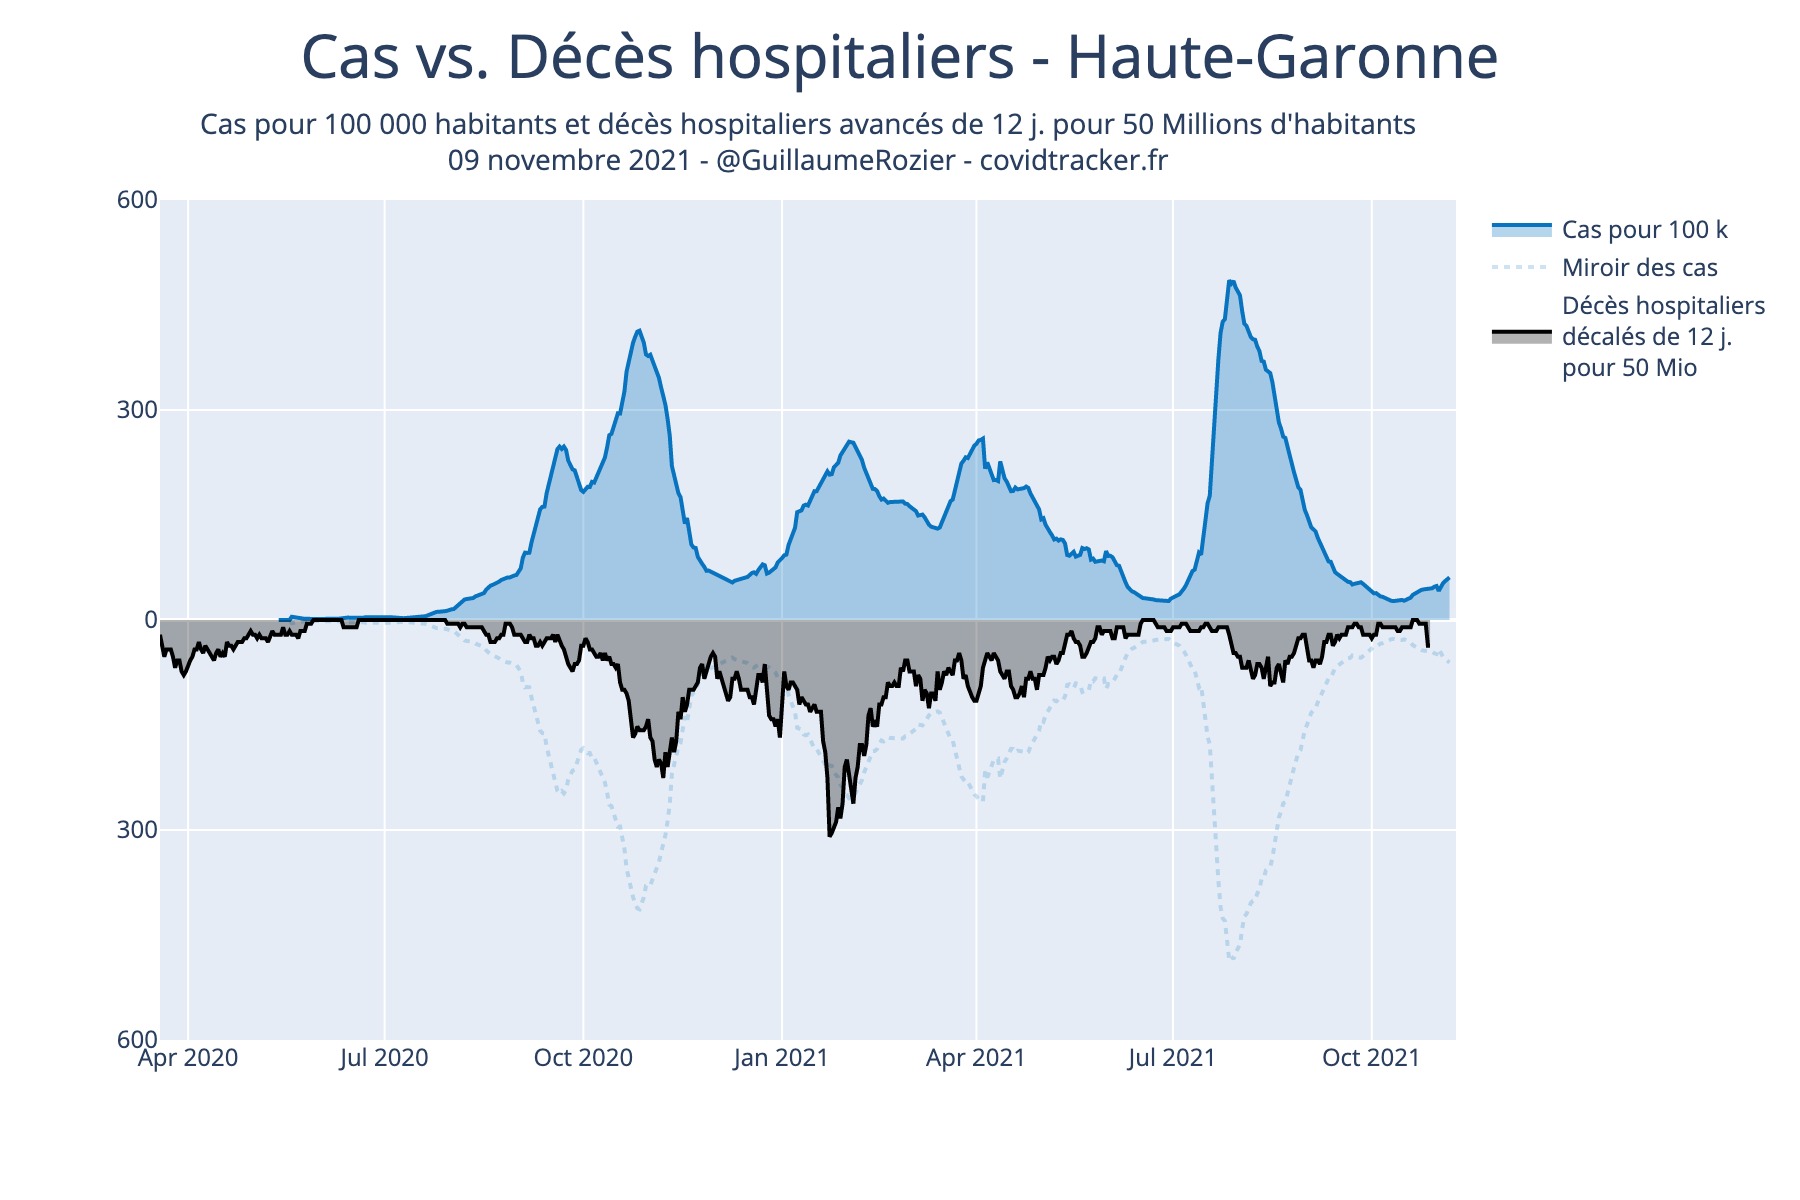 Cas vs. Décès hospitaliers - Haute-Garonne
Cas pour 100 000 habitants et décès hospitaliers avancés de 12 j. pour 50 Millions d'habitants
09 novembre 2021 - @GuillaumeRozier - covidtracker.fr
600
300
0
300
600
Apr 2020
Jul 2020
Oct 2020
Jan 2021
Apr 2021
Jul 2021
Oct 2021
Cas pour 100 k
Miroir des cas
Décès hospitaliers
décalés de 12 j.
pour 50 Mio